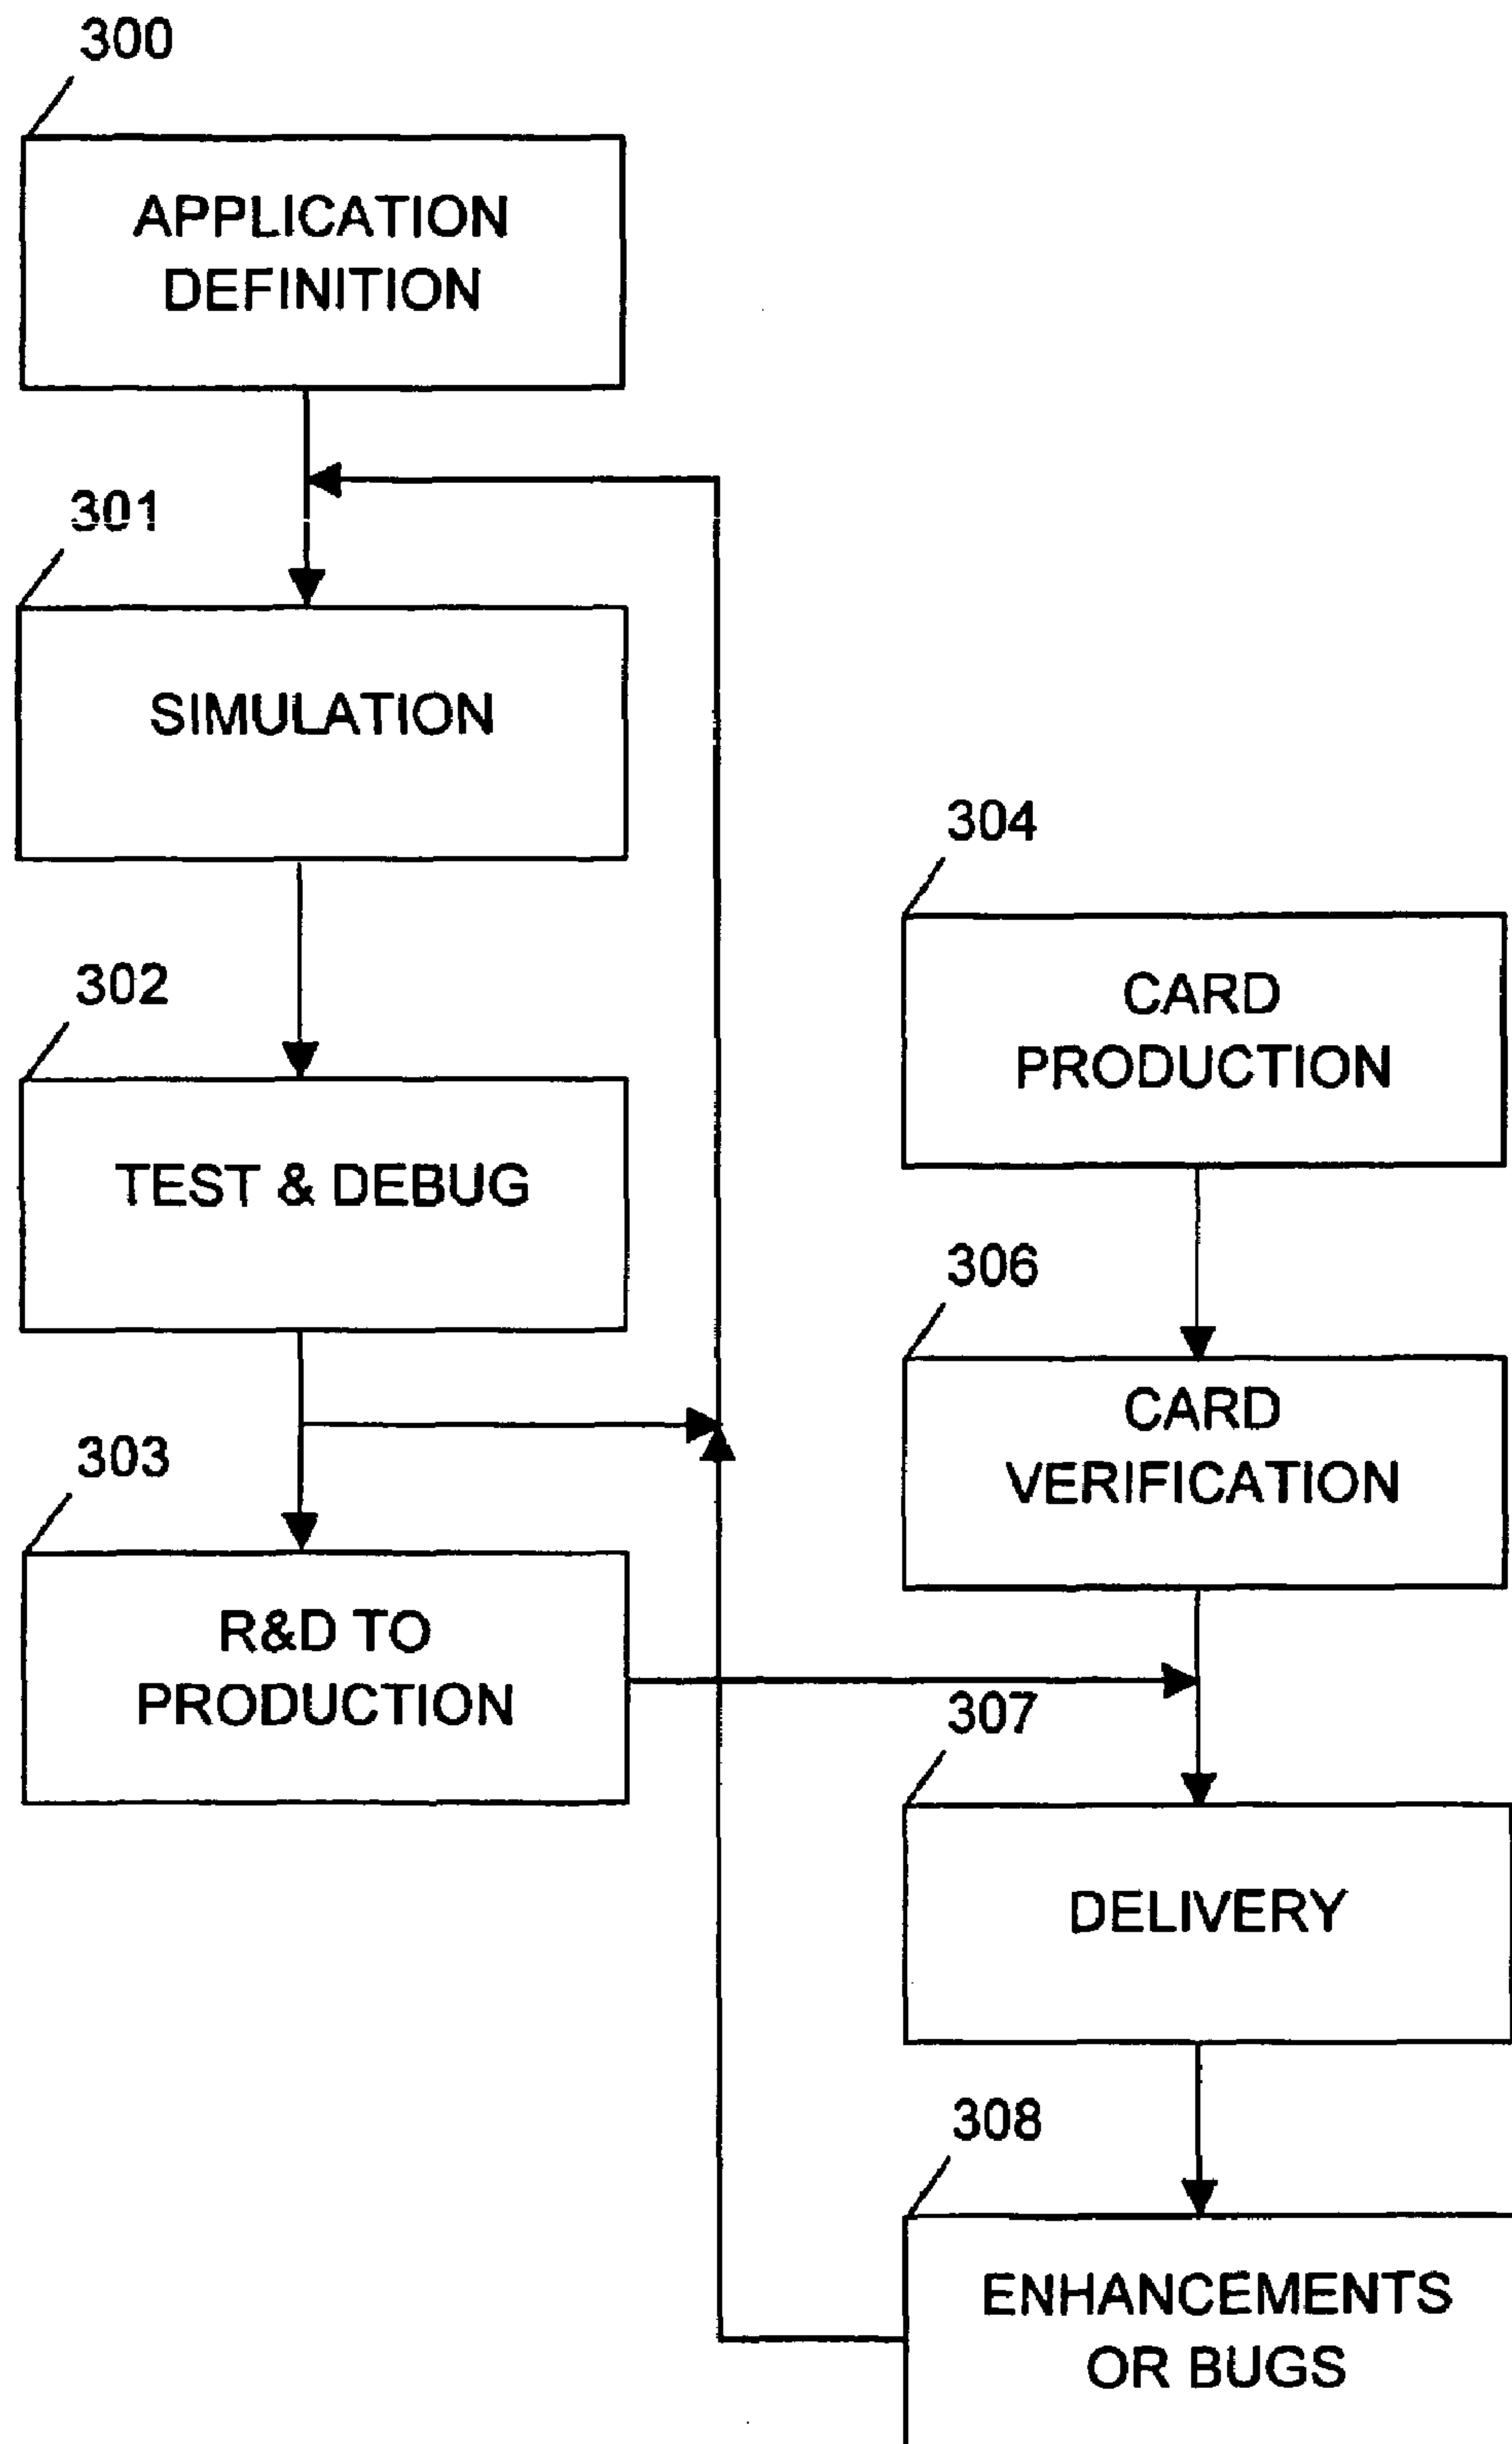 300
APPLICATION
DEFINITION
301
SIMULATION
302
TEST & DEBUG
303
R&D TO
PRODUCTION
304
CARD
PRODUCTION
306
CARD
VERIFICATION
307
DELIVERY
308
ENHANCEMENTS
OR BUGS